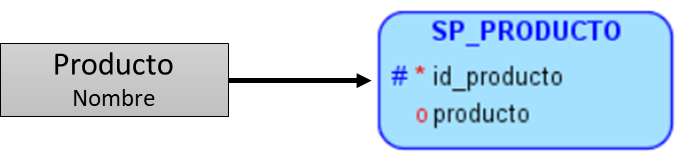 Producto
Nombre
SP_PRODUCTO
# * id_producto
o producto